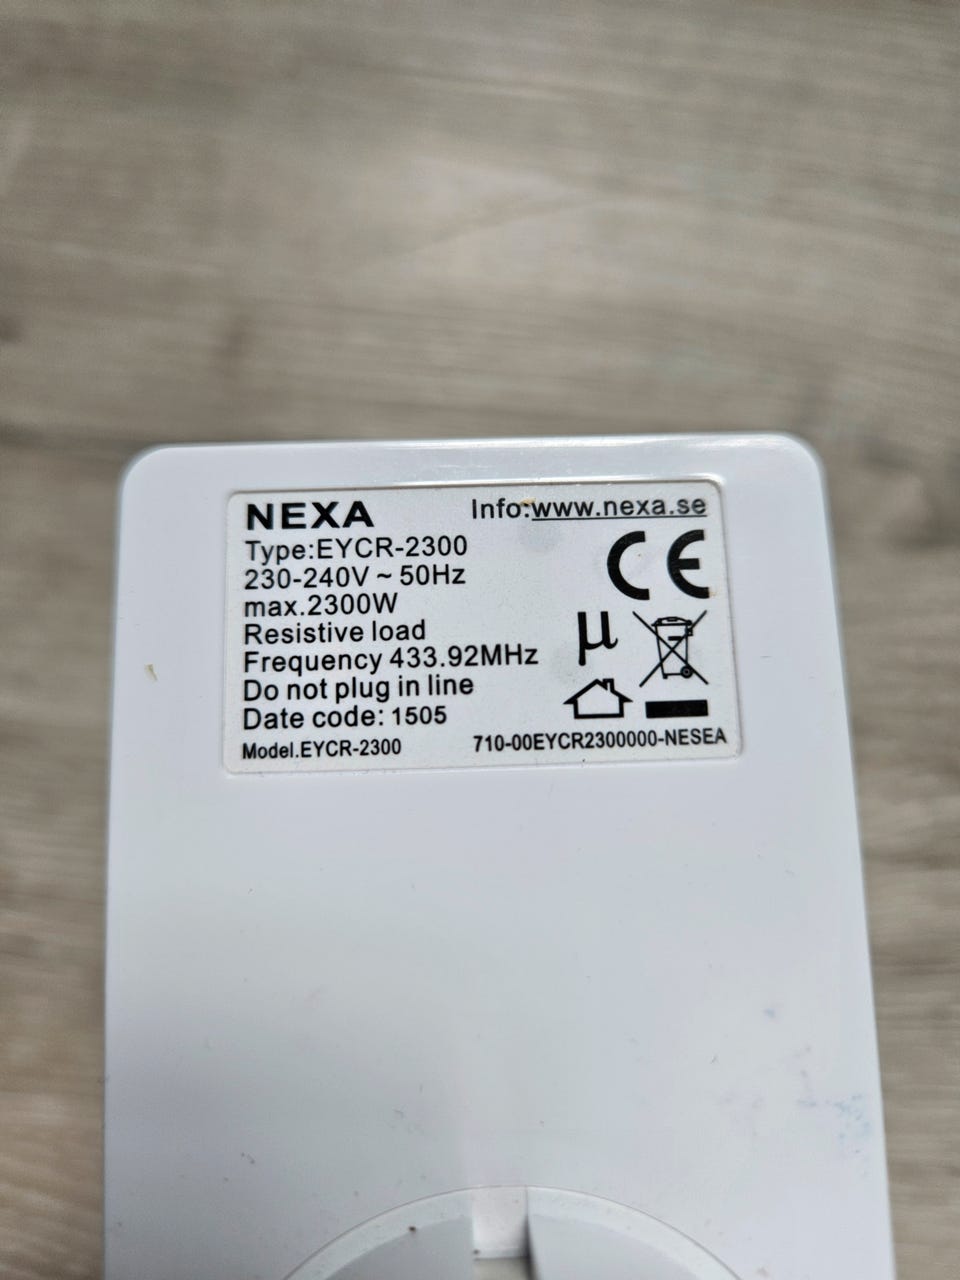 NEXA Info:www.nexa.se
Type:EYCR-2300
230-240V ~ 50Hz
max.2300W
Resistive load
Frequency 433.92MHz
Do not plug in line
Date code: 1505
Model.EYCR-2300 710-00EYCR2300000-NESEA
CE
μ